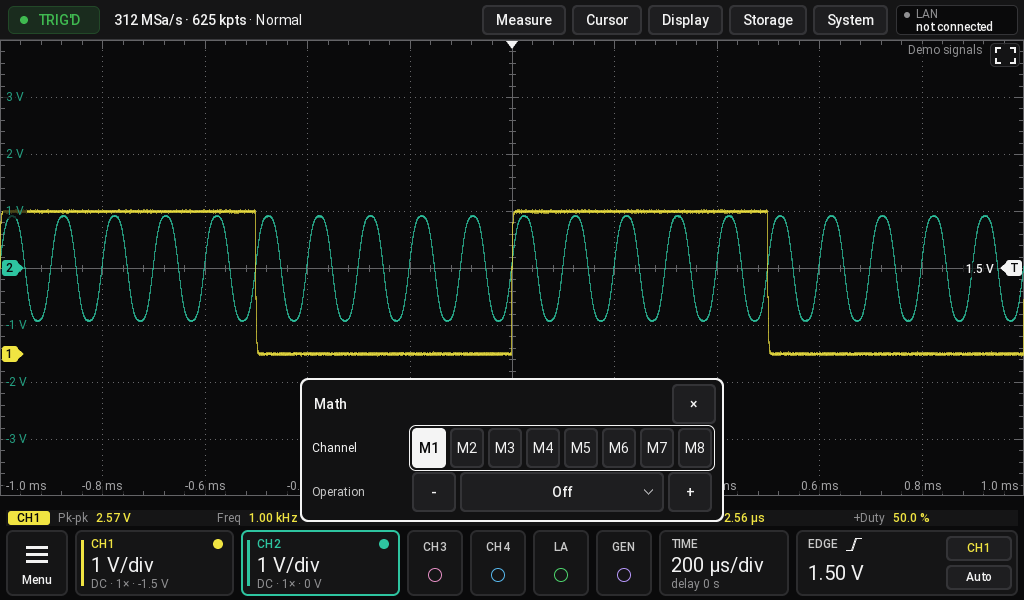 TRIG'D
312 MSa/s · 625 kpts · Normal
Measure
Cursor
Display
Storage
System
LAN
not connected
Demo signals
3 V
2 V
1 V
2
1.5 V
T
-1 V
1
-2 V
-3 V
-1.0 ms
-0.8 ms
-0.6 ms
0.6 ms
0.8 ms
1.0 ms
Math
×
Channel
M1
M2
M3
M4
M5
M6
M7
M8
Operation
-
Off
+
CH1
Pk-pk 2.57 V
Freq 1.00 kHz
2.56 µs
+Duty 50.0 %
Menu
CH1
1 V/div
DC · 1× · -1.5 V
CH2
1 V/div
DC · 1× · 0 V
CH3
CH4
LA
GEN
TIME
200 µs/div
delay 0 s
EDGE
1.50 V
CH1
Auto